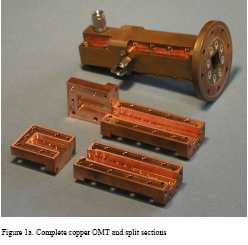 Figure 1a. Complete copper OMT and split sections